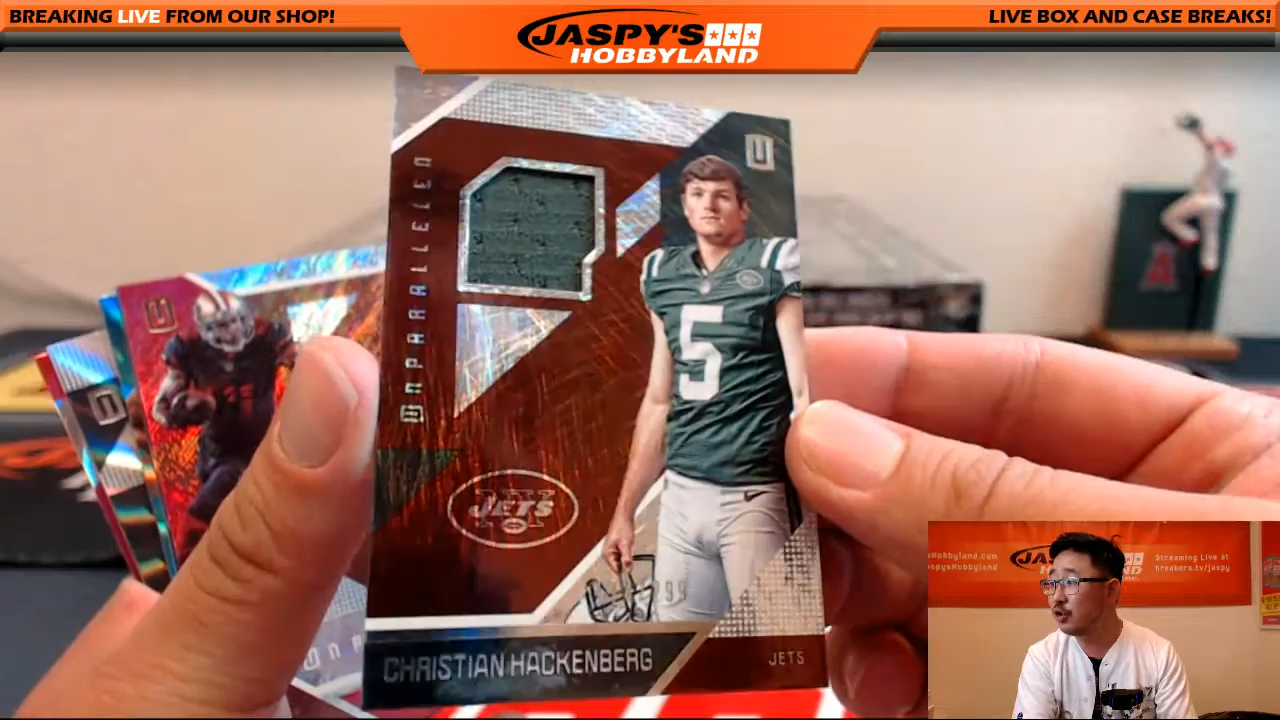 BREAKING LIVE FROM OUR SHOP!
JASPY'S
HOBBYLAND
LIVE BOX AND CASE BREAKS!
U
UNPARALLELED
5
NY
JETS
CHRISTIAN HACKENBERG
JETS
U
A
Streaming Live at
breakers.tv/jaspy